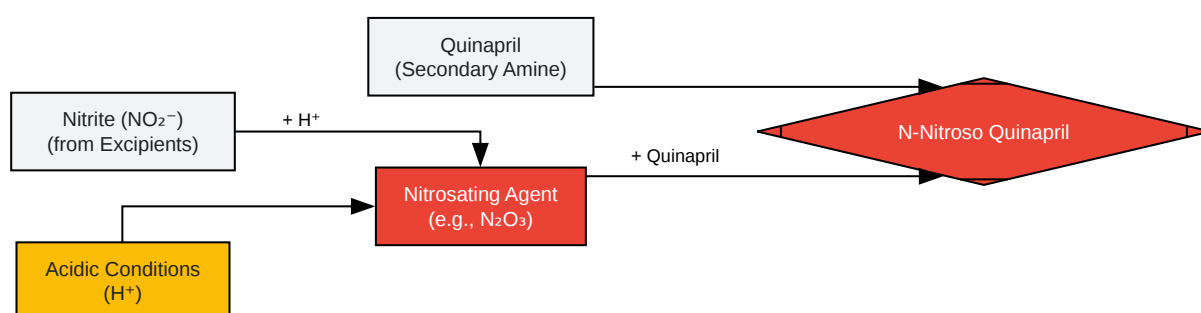 Quinapril
(Secondary Amine)
Nitrite (NO₂⁻)
(from Excipients)
+ H⁺
N-Nitroso Quinapril
+ Quinapril
Nitrosating Agent
(e.g., N₂O₃)
Acidic Conditions
(H⁺)